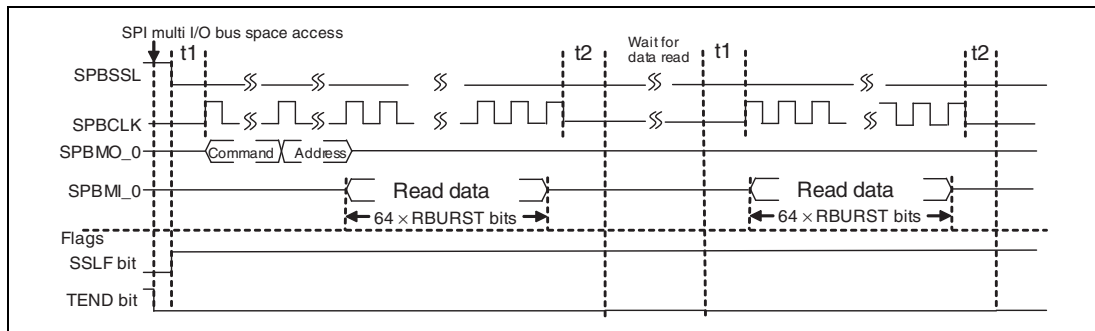 SPI multi I/O bus space access
t1 t2 Wait for data read t1 t2
SPBSSL
SPBCLK
SPBMO_0 Command Address
SPBMI_0 Read data Read data
64 × RBURST bits 64 × RBURST bits
Flags
SSLF bit
TEND bit